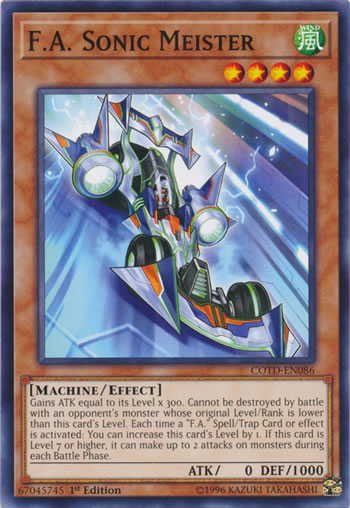 F.A. Sonic Meister
WIND
風
COTD-EN086
[Machine/Effect]
Gains ATK equal to its Level x 300. Cannot be destroyed by battle
with an opponent's monster whose original Level/Rank is lower
than this card's Level. Each time a "F.A." Spell/Trap Card or effect
is activated: You can increase this card's Level by 1. If this card is
Level 7 or higher, it can make up to 2 attacks on monsters during
each Battle Phase.
ATK/ 0 DEF/1000
67045745 1st Edition ©1996 KAZUKI TAKAHASHI